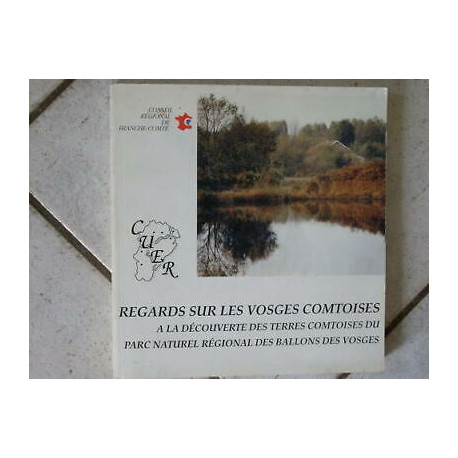 CONSEIL
RÉGIONAL
DE
FRANCHE-COMTÉ
CUER
REGARDS SUR LES VOSGES COMTOISES
A LA DÉCOUVERTE DES TERRES COMTOISES DU
PARC NATUREL RÉGIONAL DES BALLONS DES VOSGES